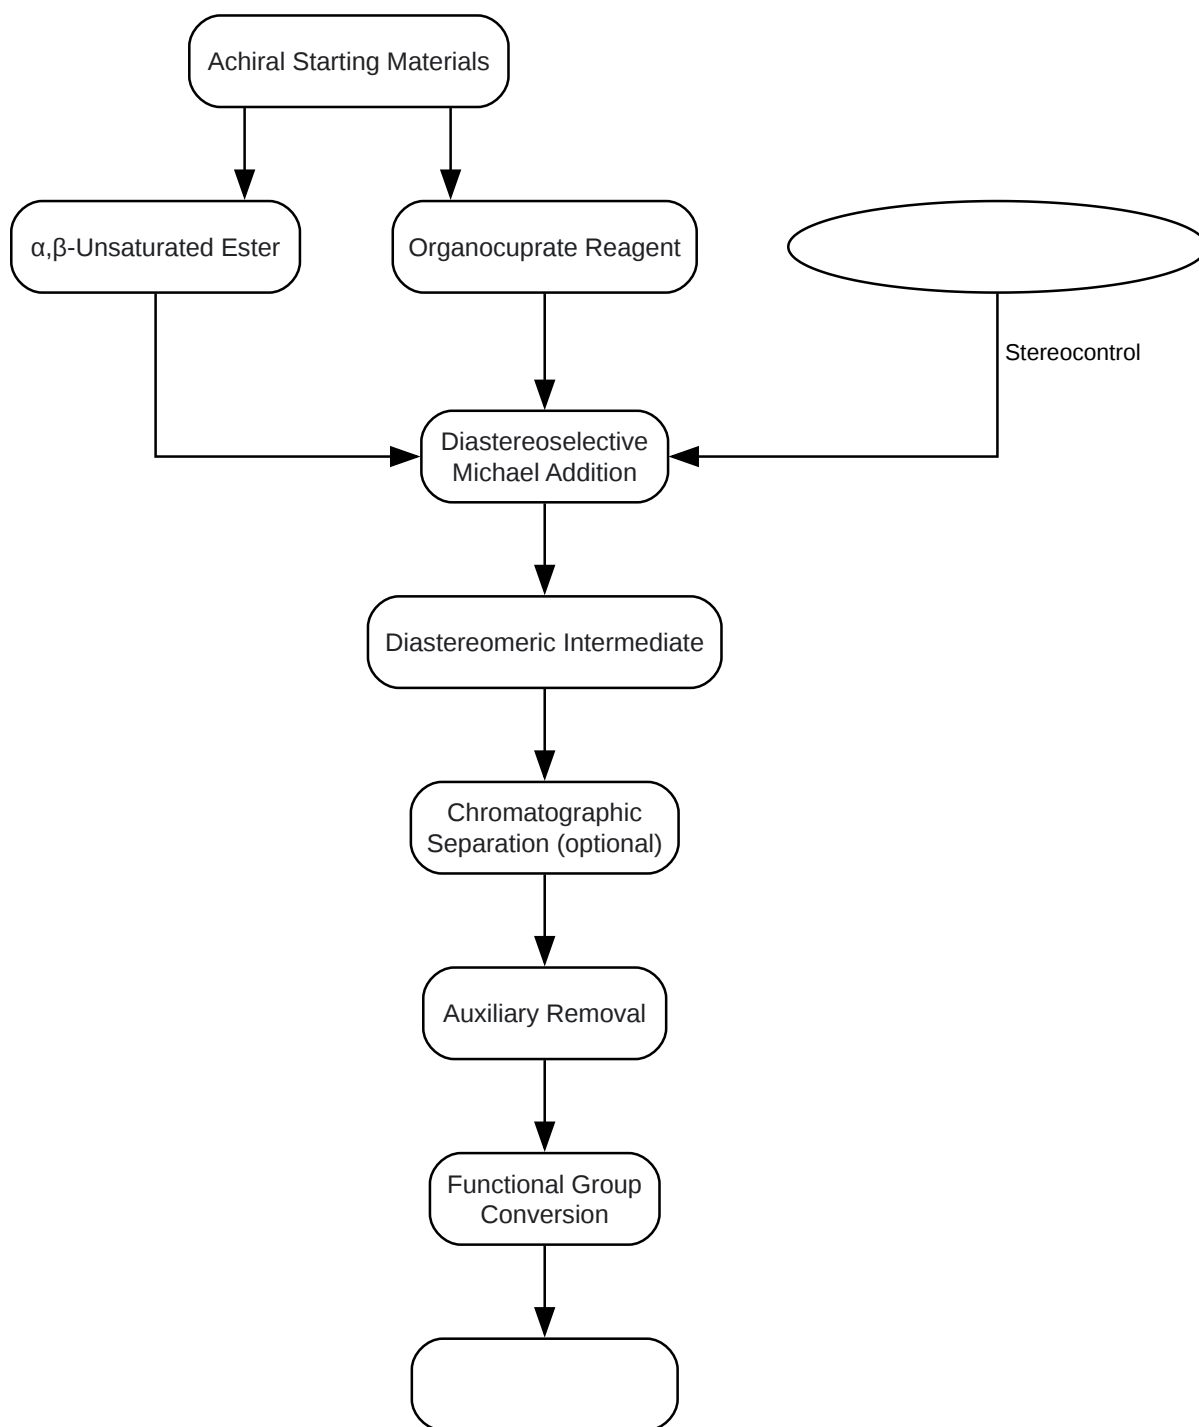 Achiral Starting Materials
α,β-Unsaturated Ester
Organocuprate Reagent
Stereocontrol
Diastereoselective
Michael Addition
Diastereomeric Intermediate
Chromatographic
Separation (optional)
Auxiliary Removal
Functional Group
Conversion